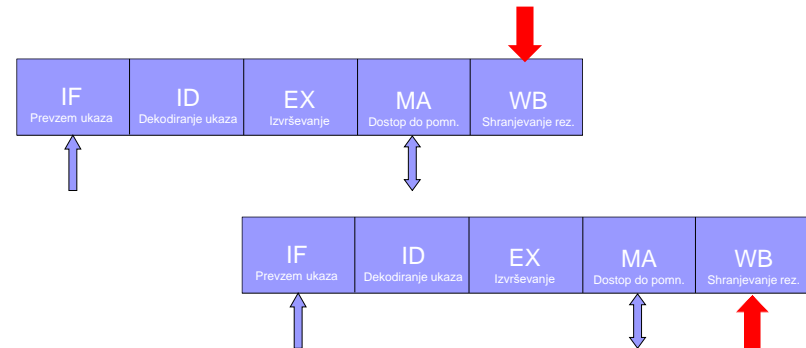 IF ID EX MA WB
Prevzem ukaza Dekodiranje ukaza Izvrševanje Dostop do pomn. Shranjevanje rez.
IF ID EX MA WB
Prevzem ukaza Dekodiranje ukaza Izvrševanje Dostop do pomn. Shranjevanje rez.